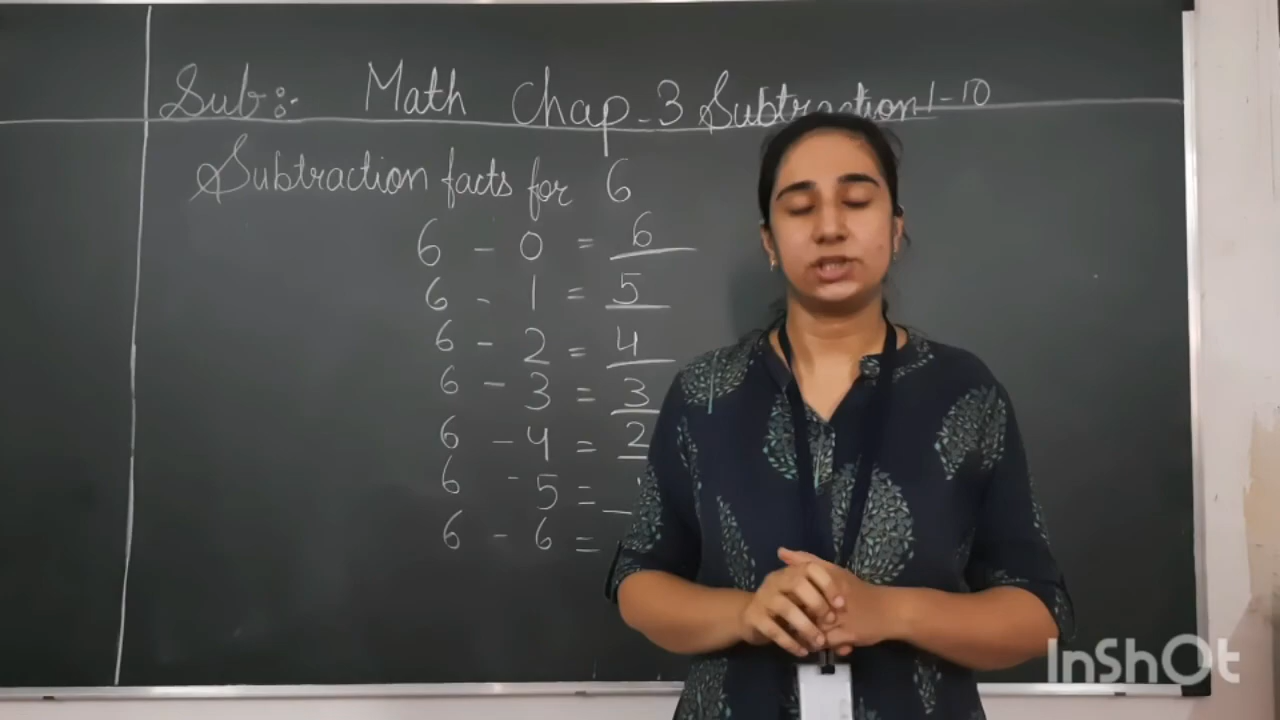 Sub:- Math Chap-3 Subtraction 1-10
Subtraction facts for 6
6 - 0 = 6
6 - 1 = 5
6 - 2 = 4
6 - 3 = 3
6 - 4 = 2
6 - 5 =
6 - 6 =
InShOt